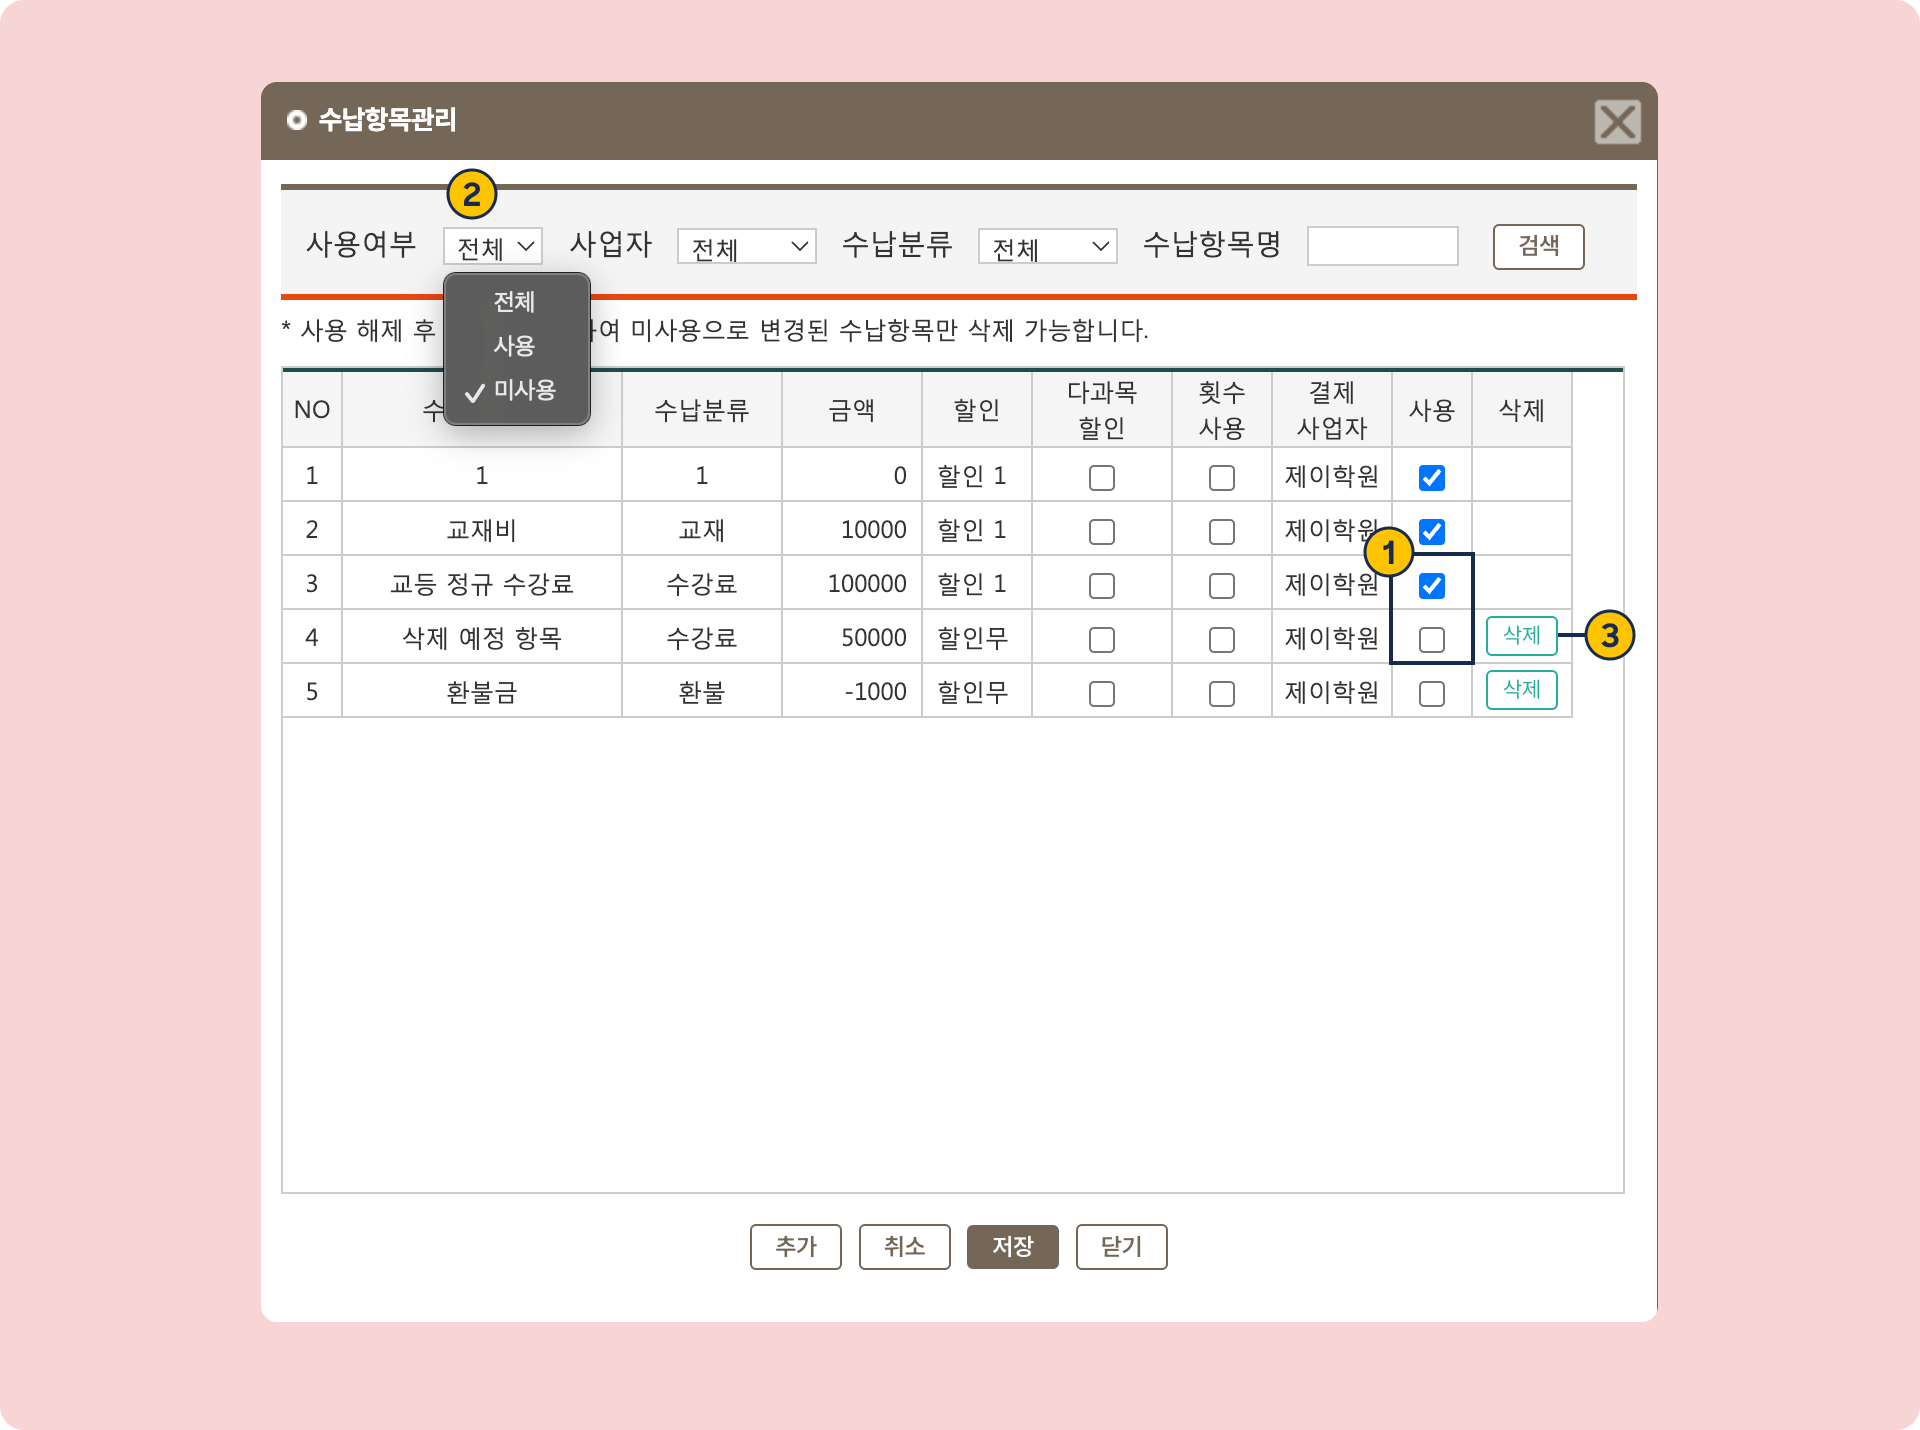 수납항목관리
2
사용여부 전체 사업자 전체 수납분류 전체 수납항목명 검색
전체
사용
미사용
* 사용 해제 후 여 미사용으로 변경된 수납항목만 삭제 가능합니다.
NO 수 수납분류 금액 할인 다과목 할인 횟수 사용 결제 사업자 사용 삭제
1 1 1 0 할인 1 제이학원
2 교재비 교재 10000 할인 1 제이학원
1
3 교등 정규 수강료 수강료 100000 할인 1 제이학원
4 삭제 예정 항목 수강료 50000 할인무 제이학원 삭제 3
5 환불금 환불 -1000 할인무 제이학원 삭제
추가 취소 저장 닫기